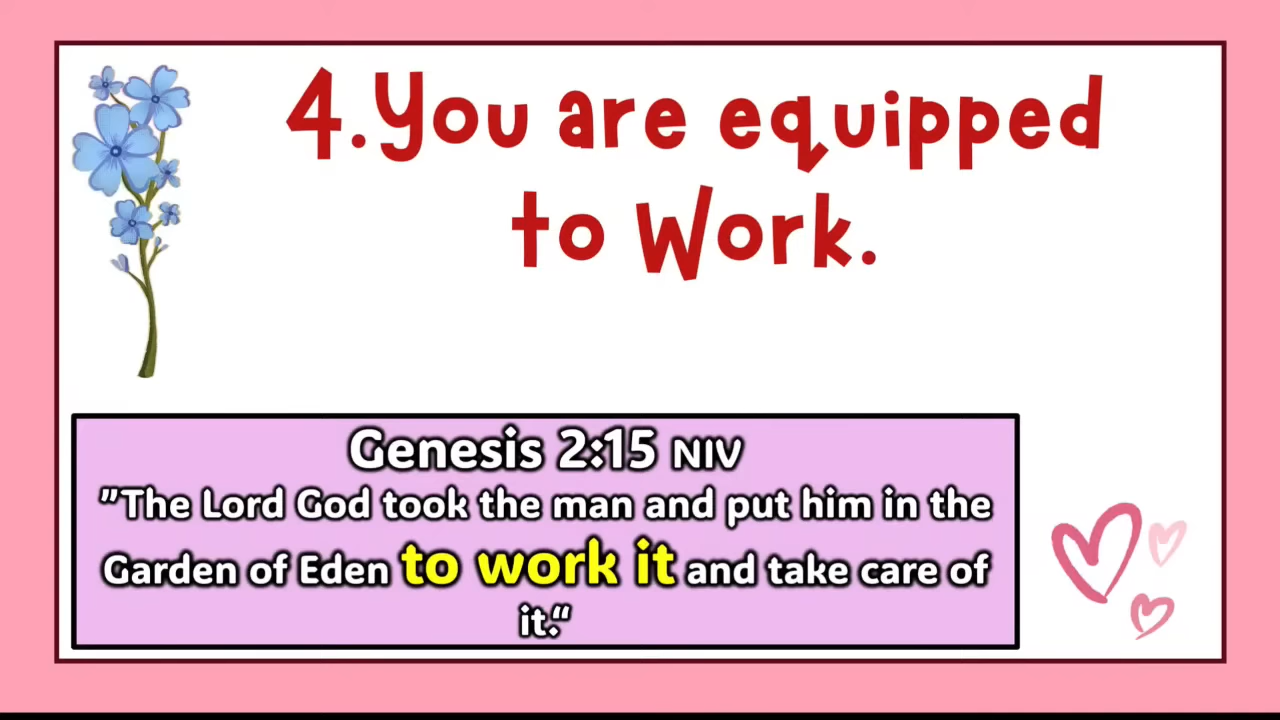 4.You are equipped
to Work.
Genesis 2:15 NIV
”The Lord God took the man and put him in the
Garden of Eden to work it and take care of
it.“